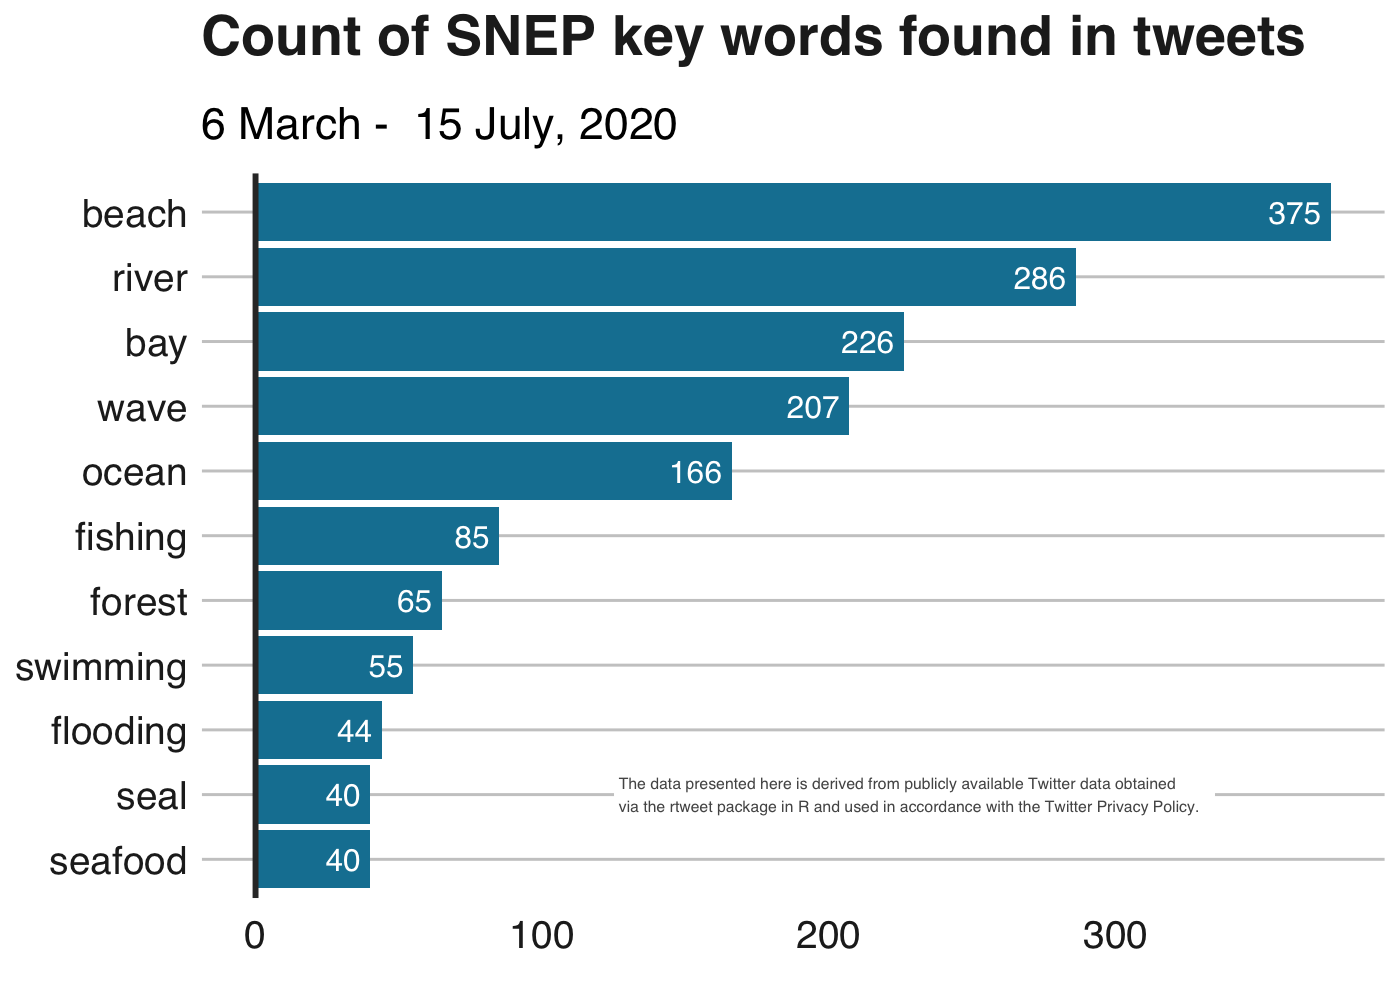 Count of SNEP key words found in tweets
6 March -  15 July, 2020
beach 375
river 286
bay 226
wave 207
ocean 166
fishing 85
forest 65
swimming 55
flooding 44
seal 40
The data presented here is derived from publicly available Twitter data obtained
via the rtweet package in R and used in accordance with the Twitter Privacy Policy.
seafood 40
0 100 200 300